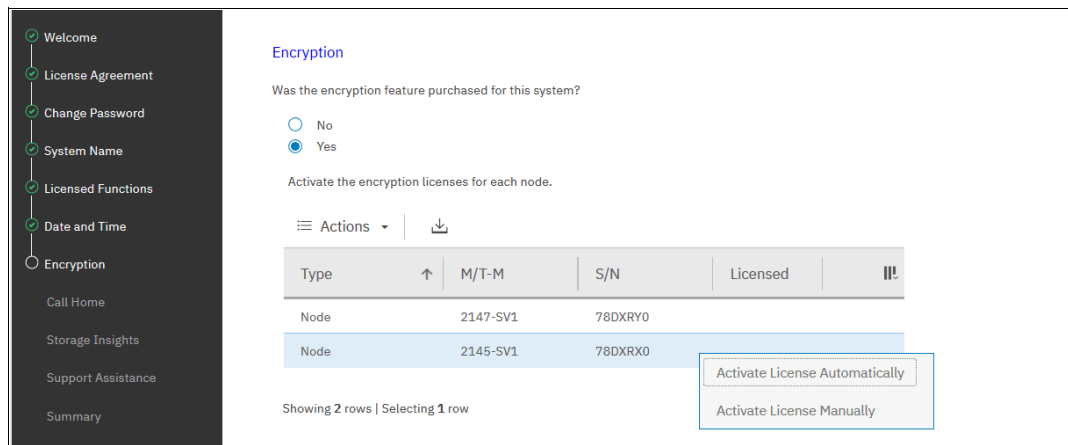 Welcome
License Agreement
Change Password
System Name
Licensed Functions
Date and Time
Encryption
Call Home
Storage Insights
Support Assistance
Summary
Encryption
Was the encryption feature purchased for this system?
No
Yes
Activate the encryption licenses for each node.
Actions
Type M/T-M S/N Licensed
Node 2147-SV1 78DXRY0
Node 2145-SV1 78DXRX0
Activate License Automatically
Activate License Manually
Showing 2 rows | Selecting 1 row